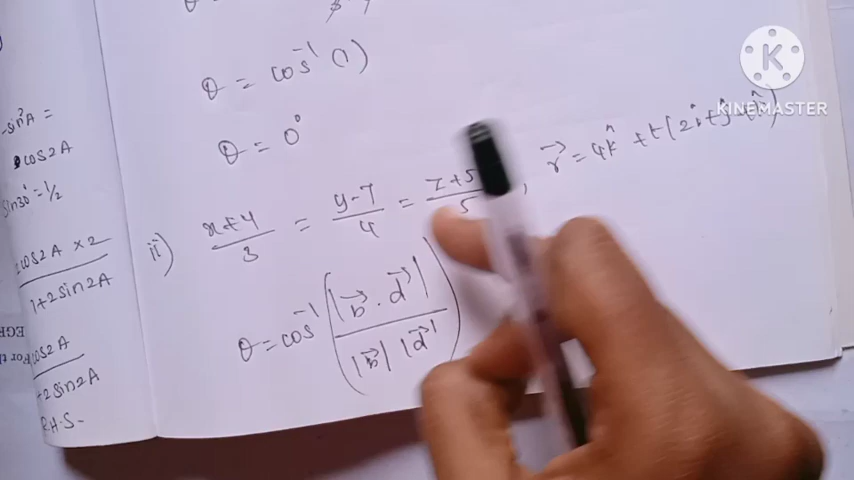 θ = cos⁻¹ (1)
θ = 0°
ii) x+4/3 = y-7/4 = z+5/5 , r⃗ = 4k̂ + t(2î + ĵ
θ = cos⁻¹ (|b⃗ . d⃗| / |b⃗| |d⃗|)
sin²A =
cos2A
sin30° = 1/2
cos2A × 2
1+2sin2A
cos2A
+2sin2A
R.H.S.
K
KINEMASTER